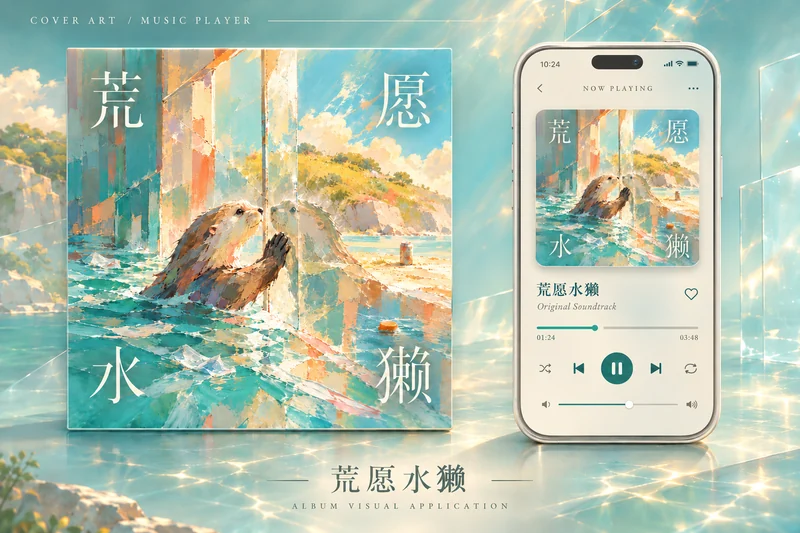 COVER ART / MUSIC PLAYER
荒 愿
水 獭
10:24
NOW PLAYING
荒 愿
水 獭
荒愿水獭
Original Soundtrack
01:24 03:48
荒愿水獭
ALBUM VISUAL APPLICATION